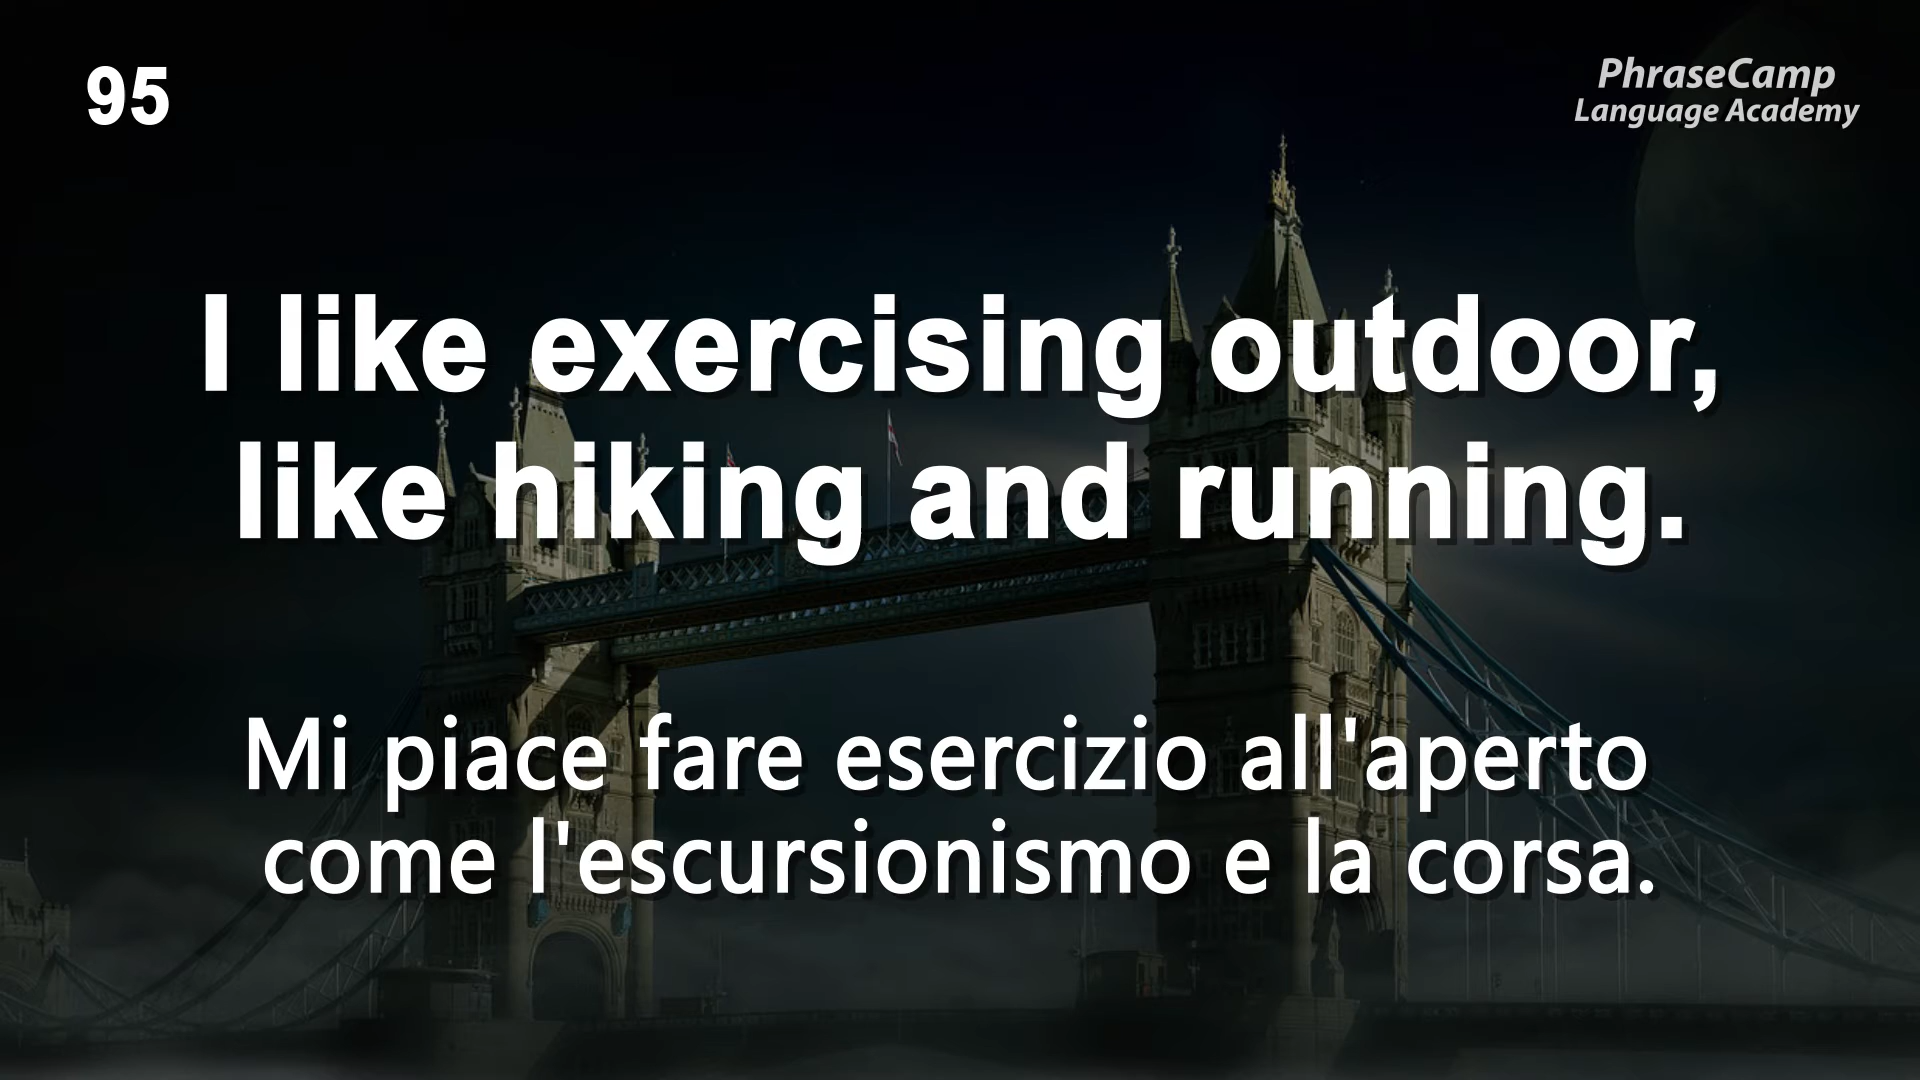 95
PhraseCamp
Language Academy
I like exercising outdoor,
like hiking and running.
Mi piace fare esercizio all'aperto
come l'escursionismo e la corsa.